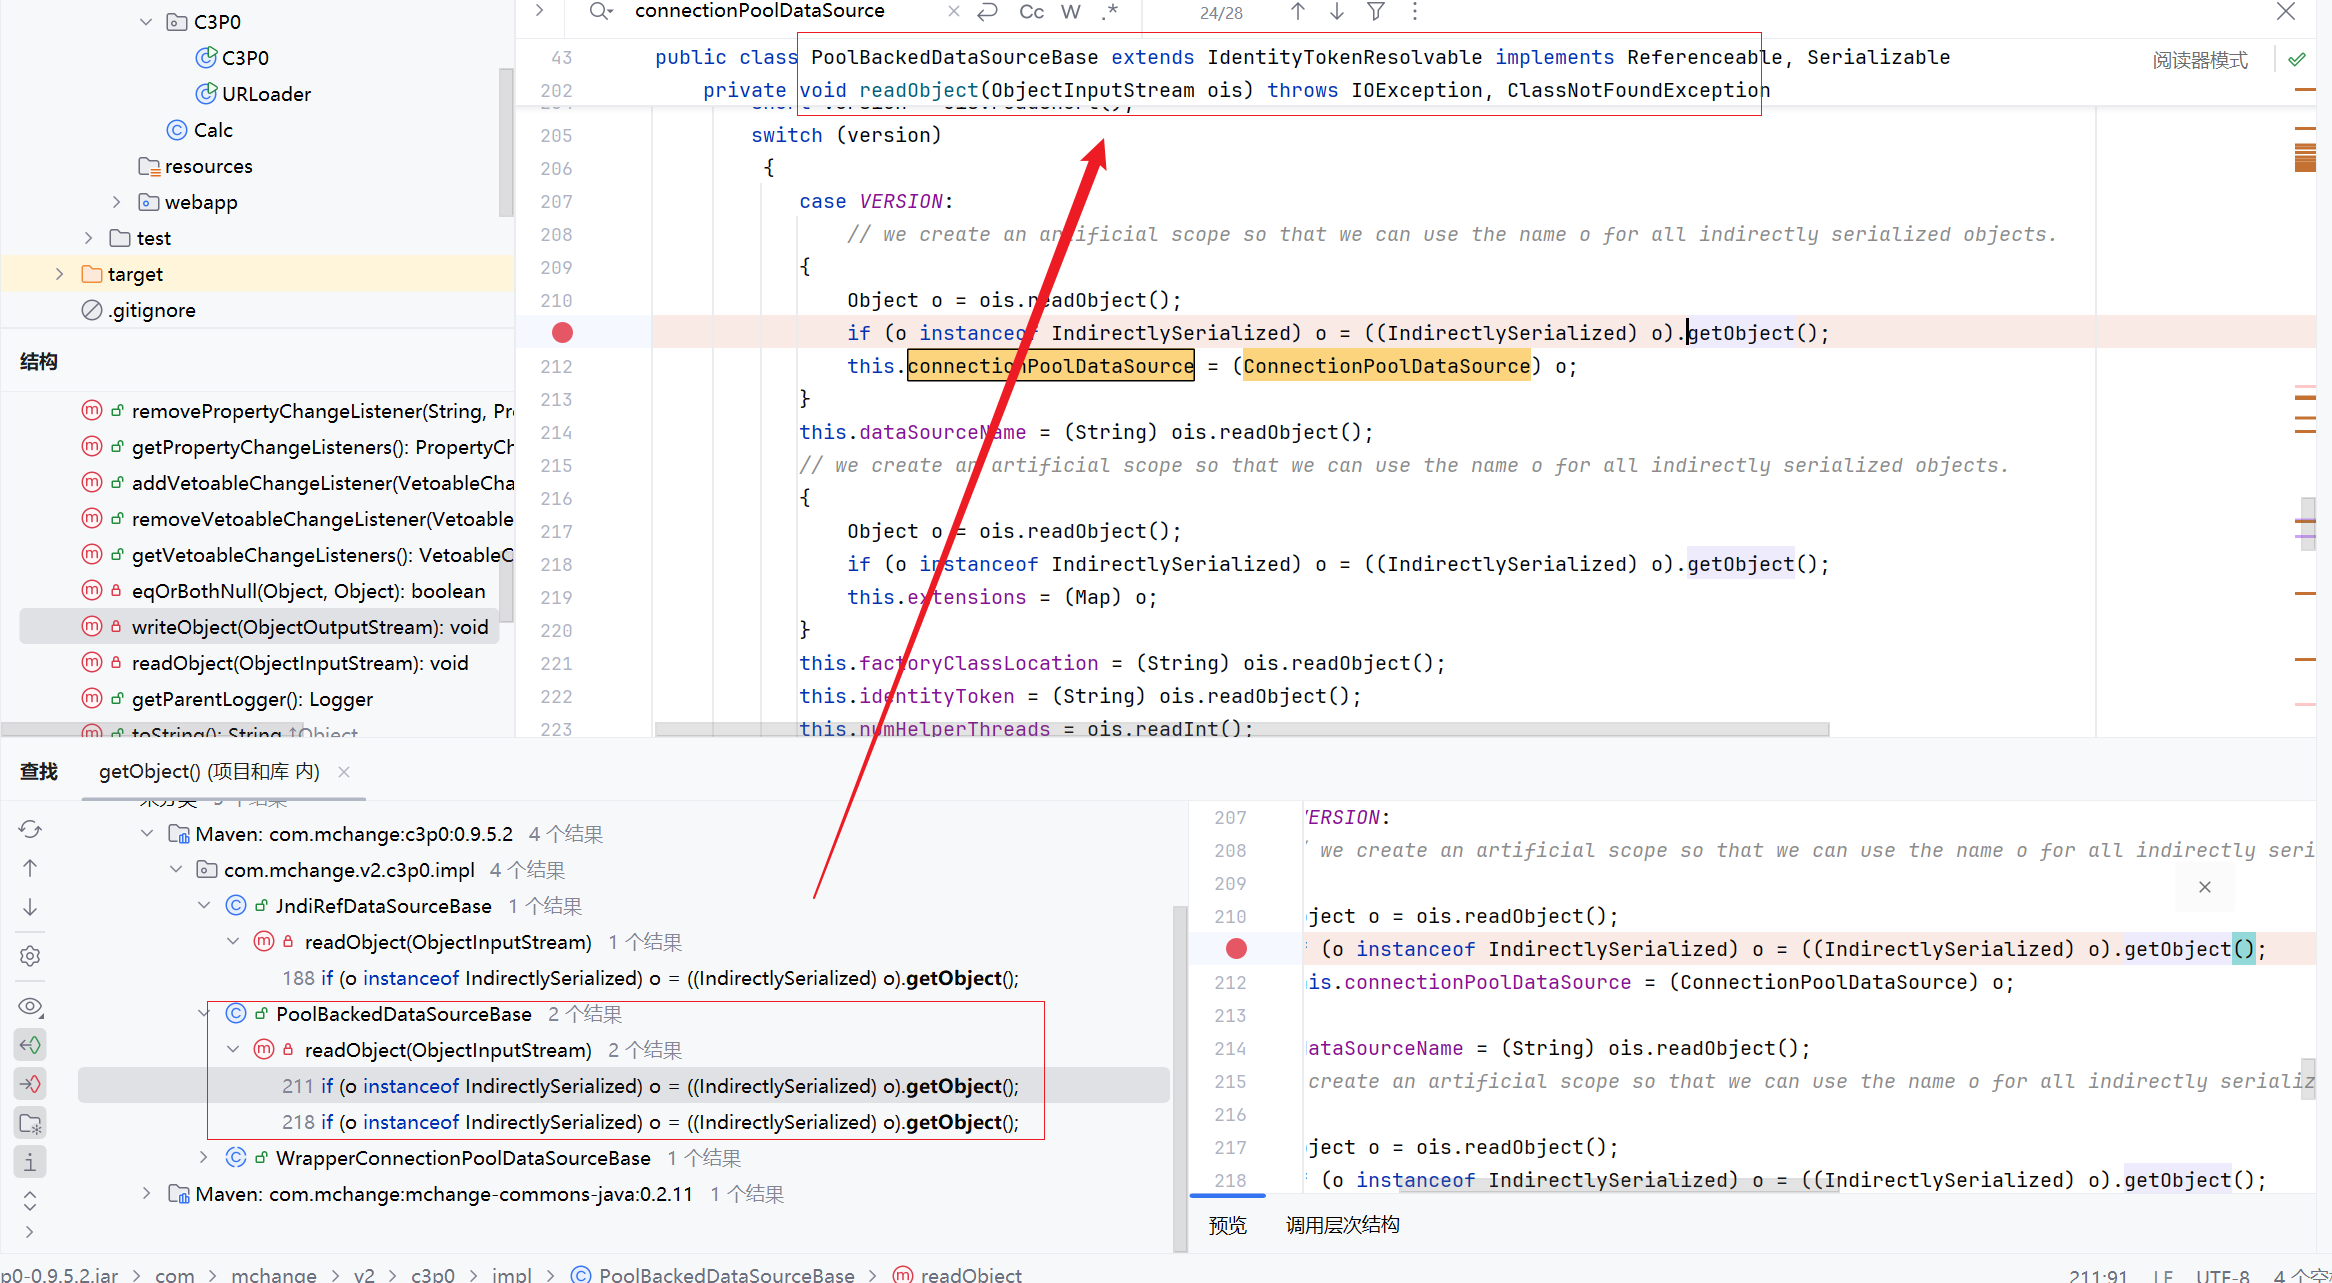 C3P0
C3P0
URLoader
Calc
resources
webapp
test
target
.gitignore
结构
removePropertyChangeListener(String, Pr
getPropertyChangeListeners(): PropertyCh
addVetoableChangeListener(VetoableCha
removeVetoableChangeListener(Vetoable
getVetoableChangeListeners(): VetoableC
eqOrBothNull(Object, Object): boolean
writeObject(ObjectOutputStream): void
readObject(ObjectInputStream): void
getParentLogger(): Logger
toString(): String ↑Object
connectionPoolDataSource
Cc W .* 24/28
43 public class PoolBackedDataSourceBase extends IdentityTokenResolvable implements Referenceable, Serializable
阅读器模式
202 private void readObject(ObjectInputStream ois) throws IOException, ClassNotFoundException
205 switch (version)
206 {
207 case VERSION:
208 // we create an artificial scope so that we can use the name o for all indirectly serialized objects.
209 {
210 Object o = ois.readObject();
if (o instanceof IndirectlySerialized) o = ((IndirectlySerialized) o).getObject();
212 this.connectionPoolDataSource = (ConnectionPoolDataSource) o;
213 }
214 this.dataSourceName = (String) ois.readObject();
215 // we create an artificial scope so that we can use the name o for all indirectly serialized objects.
216 {
217 Object o = ois.readObject();
218 if (o instanceof IndirectlySerialized) o = ((IndirectlySerialized) o).getObject();
219 this.extensions = (Map) o;
220 }
221 this.factoryClassLocation = (String) ois.readObject();
222 this.identityToken = (String) ois.readObject();
223 this.numHelperThreads = ois.readInt();
查找 getObject() (项目和库 内)
Maven: com.mchange:c3p0:0.9.5.2 4 个结果
com.mchange.v2.c3p0.impl 4 个结果
JndiRefDataSourceBase 1 个结果
readObject(ObjectInputStream) 1 个结果
188 if (o instanceof IndirectlySerialized) o = ((IndirectlySerialized) o).getObject();
PoolBackedDataSourceBase 2 个结果
readObject(ObjectInputStream) 2 个结果
211 if (o instanceof IndirectlySerialized) o = ((IndirectlySerialized) o).getObject();
218 if (o instanceof IndirectlySerialized) o = ((IndirectlySerialized) o).getObject();
WrapperConnectionPoolDataSourceBase 1 个结果
Maven: com.mchange:mchange-commons-java:0.2.11 1 个结果
207 ERSION:
208 we create an artificial scope so that we can use the name o for all indirectly seri
209
210 ject o = ois.readObject();
(o instanceof IndirectlySerialized) o = ((IndirectlySerialized) o).getObject();
212 is.connectionPoolDataSource = (ConnectionPoolDataSource) o;
213
214 ataSourceName = (String) ois.readObject();
215 create an artificial scope so that we can use the name o for all indirectly serializ
216
217 ject o = ois.readObject();
218 (o instanceof IndirectlySerialized) o = ((IndirectlySerialized) o).getObject();
预览 调用层次结构
p0-0.9.5.2.jar > com > mchange > v2 > c3p0 > impl > PoolBackedDataSourceBase > readObject
211:91 LF UTF-8 4 个空